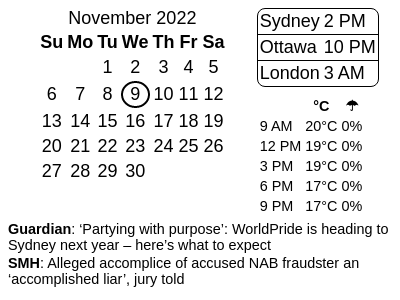 November 2022
Su Mo Tu We Th Fr Sa
1 2 3 4 5
6 7 8 9 10 11 12
13 14 15 16 17 18 19
20 21 22 23 24 25 26
27 28 29 30
Sydney 2 PM
Ottawa 10 PM
London 3 AM
°C ☂
9 AM 20°C 0%
12 PM 19°C 0%
3 PM 19°C 0%
6 PM 17°C 0%
9 PM 17°C 0%
Guardian: ‘Partying with purpose’: WorldPride is heading to
Sydney next year – here’s what to expect
SMH: Alleged accomplice of accused NAB fraudster an
‘accomplished liar’, jury told